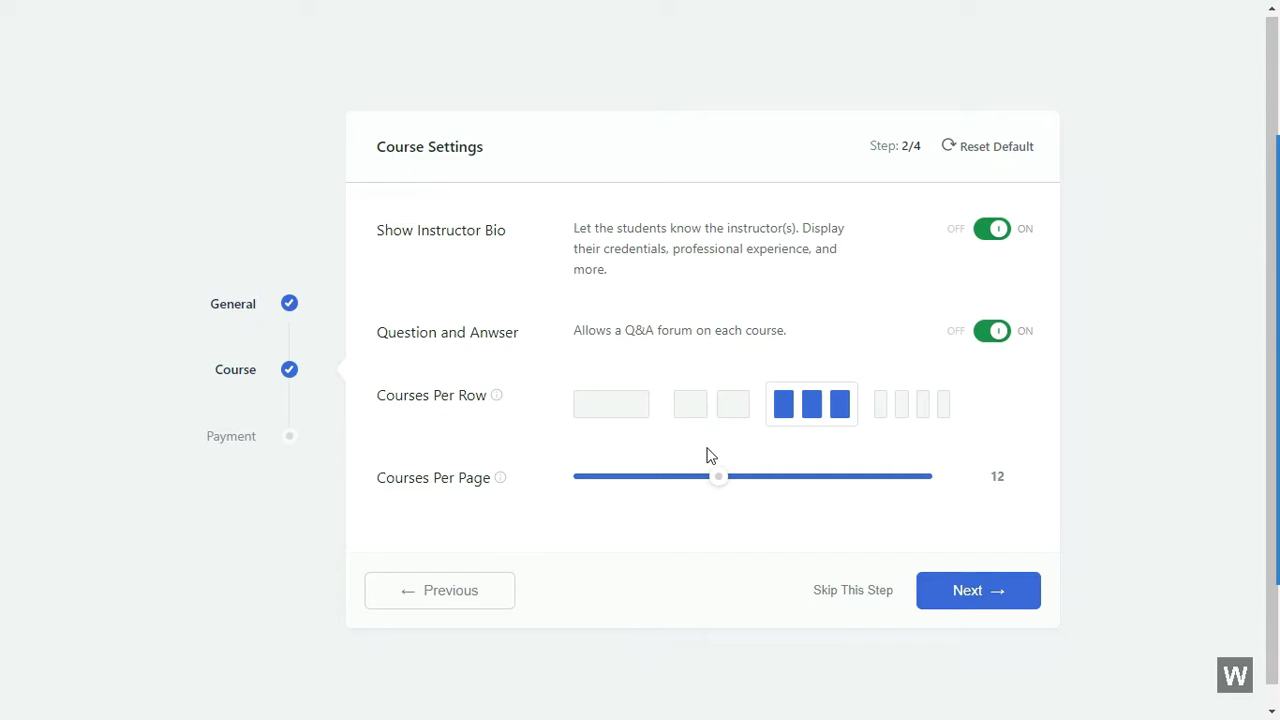 Course Settings
Step: 2/4
Reset Default
Show Instructor Bio
Let the students know the instructor(s). Display
their credentials, professional experience, and
more.
OFF
ON
General
Question and Anwser
Allows a Q&A forum on each course.
OFF
ON
Course
Courses Per Row
Payment
Courses Per Page
12
← Previous
Skip This Step
Next →
W